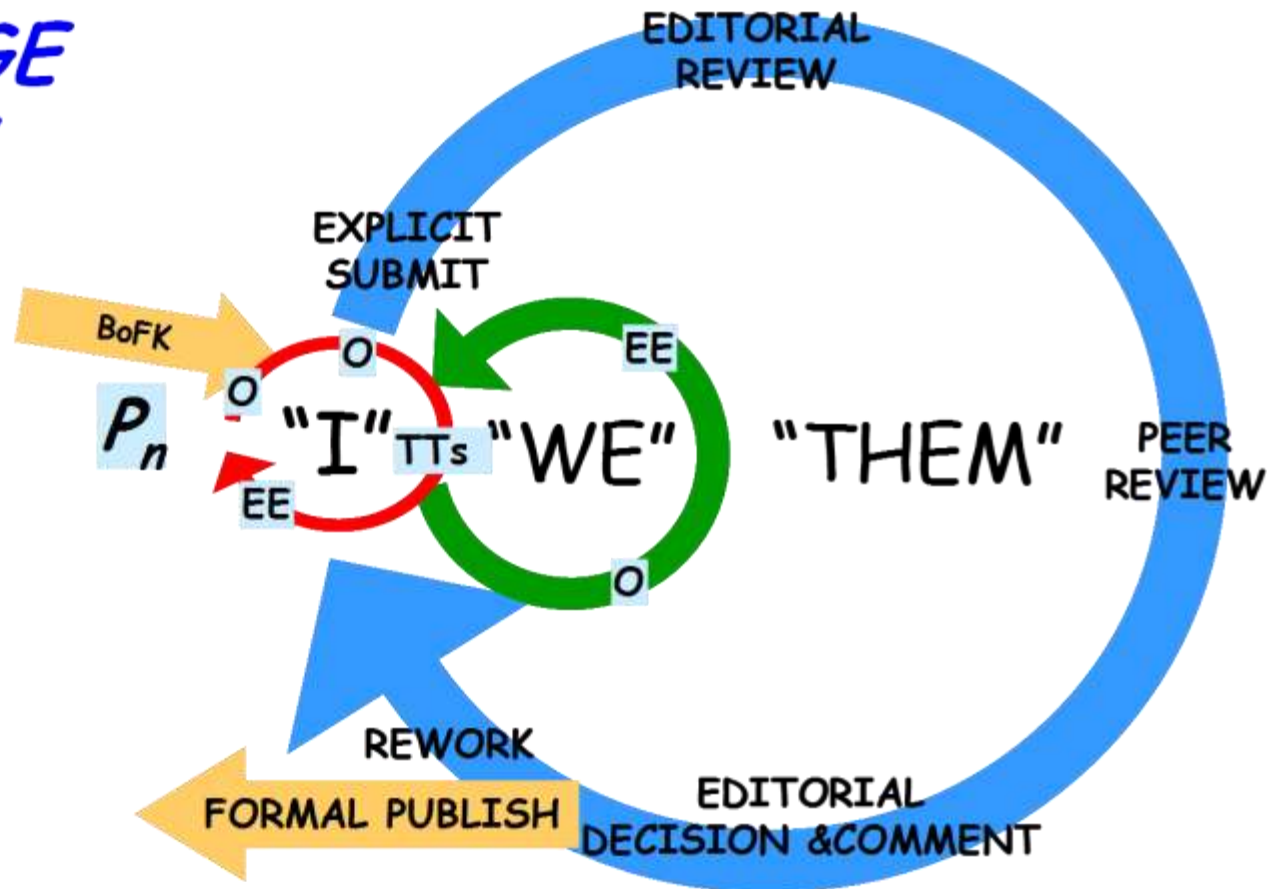 GE
EDITORIAL
REVIEW
EXPLICIT
SUBMIT
BoFK
O
O
EE
Pn
"I"
TTs
"WE"
"THEM"
PEER
REVIEW
EE
O
REWORK
FORMAL PUBLISH
EDITORIAL
DECISION &COMMENT